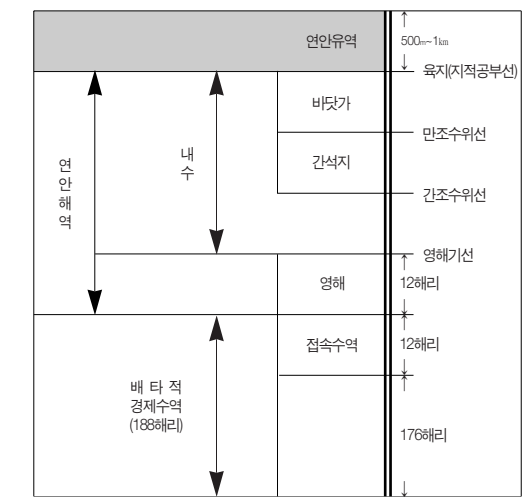 연안유역
500m~1km
육지(지적공부선)
바닷가
만조수위선
내수
간석지
연안해역
간조수위선
영해기선
영해
12해리
접속수역
12해리
배 타 적
경제수역
(188해리)
176해리